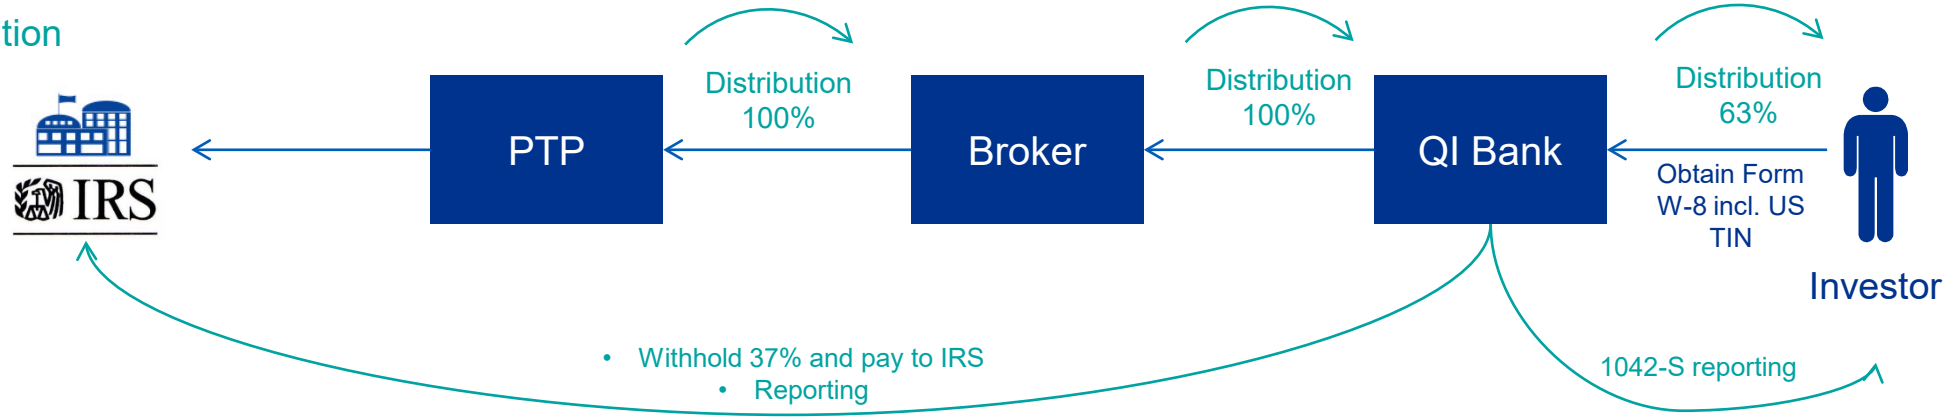 tion
Distribution
100%
Distribution
100%
Distribution
63%
IRS
PTP
Broker
QI Bank
Obtain Form
W-8 incl. US
TIN
Investor
• Withhold 37% and pay to IRS
• Reporting
1042-S reporting